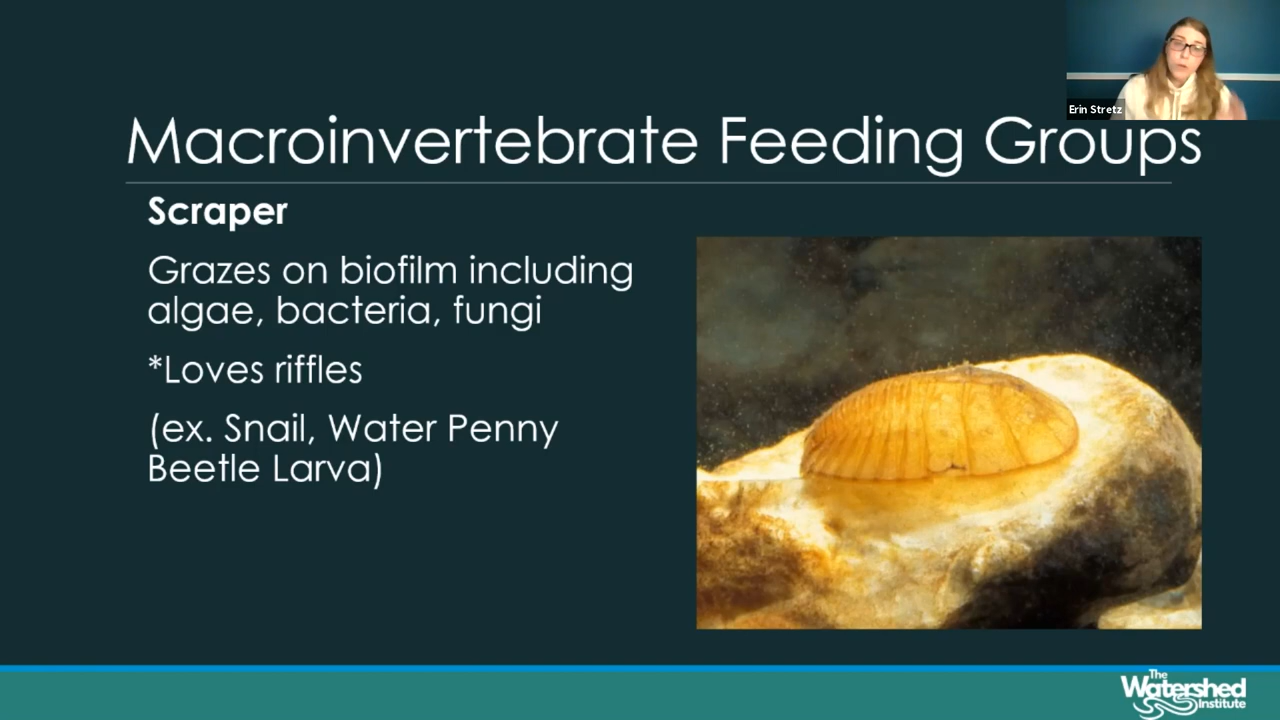 Erin Stretz
Macroinvertebrate Feeding Groups
Scraper
Grazes on biofilm including
algae, bacteria, fungi
*Loves riffles
(ex. Snail, Water Penny
Beetle Larva)
The
Watershed
Institute